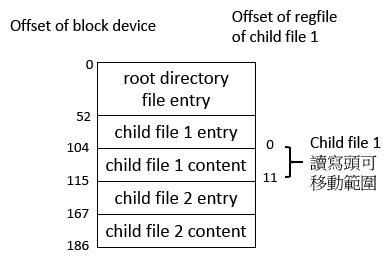 Offset of block device
Offset of regfile
of child file 1
0
root directory
file entry
52
child file 1 entry
104
child file 1 content
115
child file 2 entry
167
child file 2 content
186
0
11
Child file 1
讀寫頭可
移動範圍